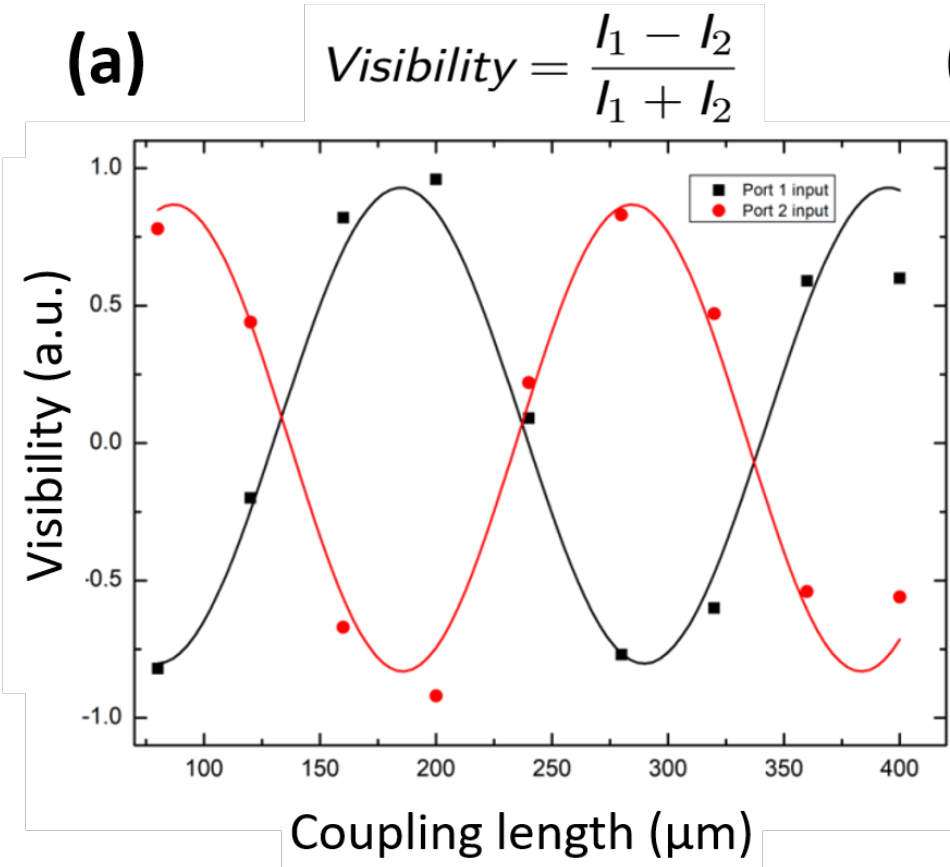 (a)
Visibility = (I₁ − I₂) / (I₁ + I₂)
Port 1 input
Port 2 input
Visibility (a.u.)
1.0
0.5
0.0
-0.5
-1.0
100 150 200 250 300 350 400
Coupling length (μm)